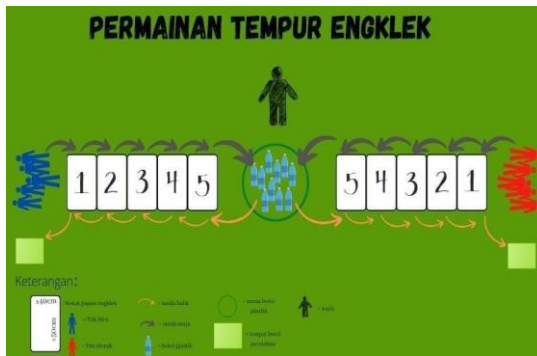 PERMAINAN TEMPUR ENGKLEK
1 2 3 4 5
5 4 3 2 1
Keterangan:
±40cm
±50cm
= Kotak papan engklek
= Tim Biru
= Tim Merah
= tanda balik
= tanda maju
= botol plastik
= arena botol plastik
= tempat botol perolehan
= wasit